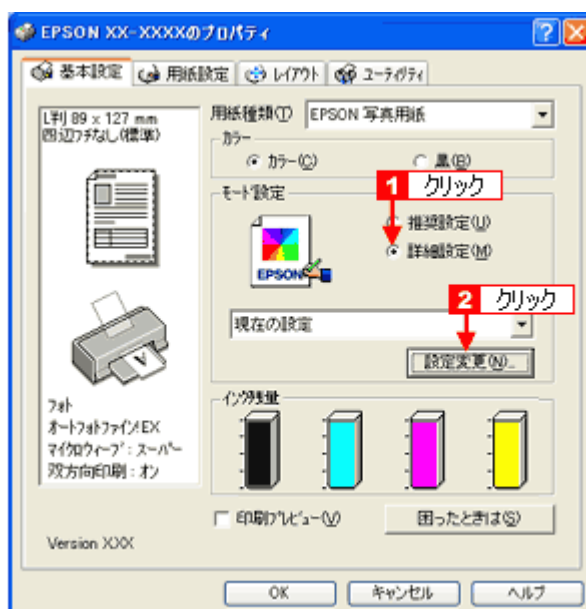 EPSON XX-XXXXのプロパティ
基本設定 用紙設定 レイアウト ユーティリティ
L判 89 x 127 mm
四辺フチなし(標準)
用紙種類(T) EPSON 写真用紙
カラー
カラー(C) 黒(B)
1 クリック
モード設定
推奨設定(U)
詳細設定(M)
EPSON
2 クリック
現在の設定
設定変更(N)...
インク残量
フォト
オートフォトファイン!EX
マイクロウィーブ：スーパー
双方向印刷：オン
印刷プレビュー(V) 困ったときは(S)
Version X.XX
OK キャンセル ヘルプ